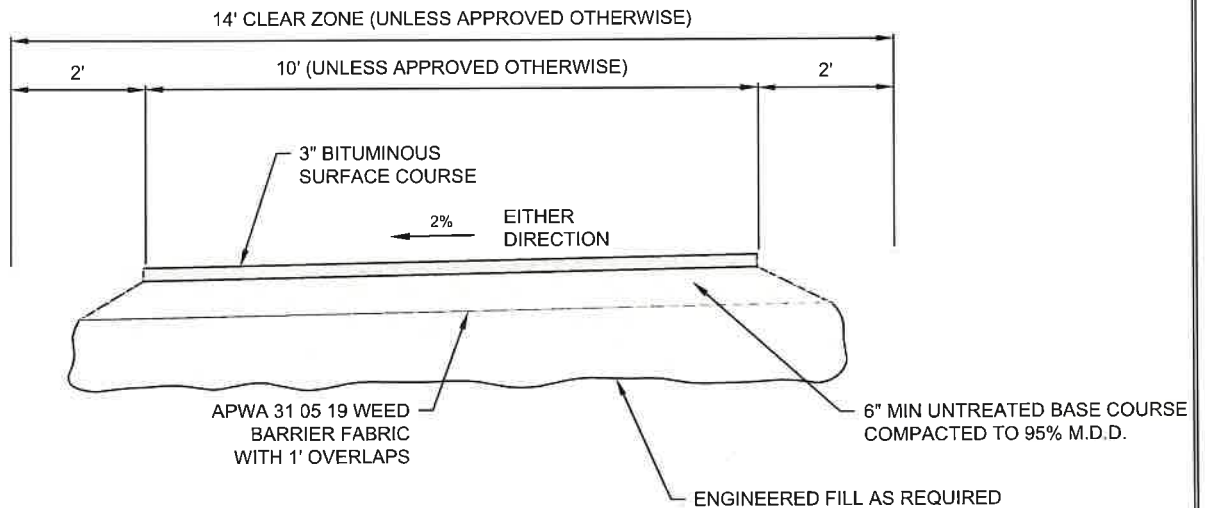 14' CLEAR ZONE (UNLESS APPROVED OTHERWISE)
2'
10' (UNLESS APPROVED OTHERWISE)
2'
3" BITUMINOUS
SURFACE COURSE
2%
EITHER
DIRECTION
APWA 31 05 19 WEED
BARRIER FABRIC
WITH 1' OVERLAPS
6" MIN UNTREATED BASE COURSE
COMPACTED TO 95% M.D.D.
ENGINEERED FILL AS REQUIRED